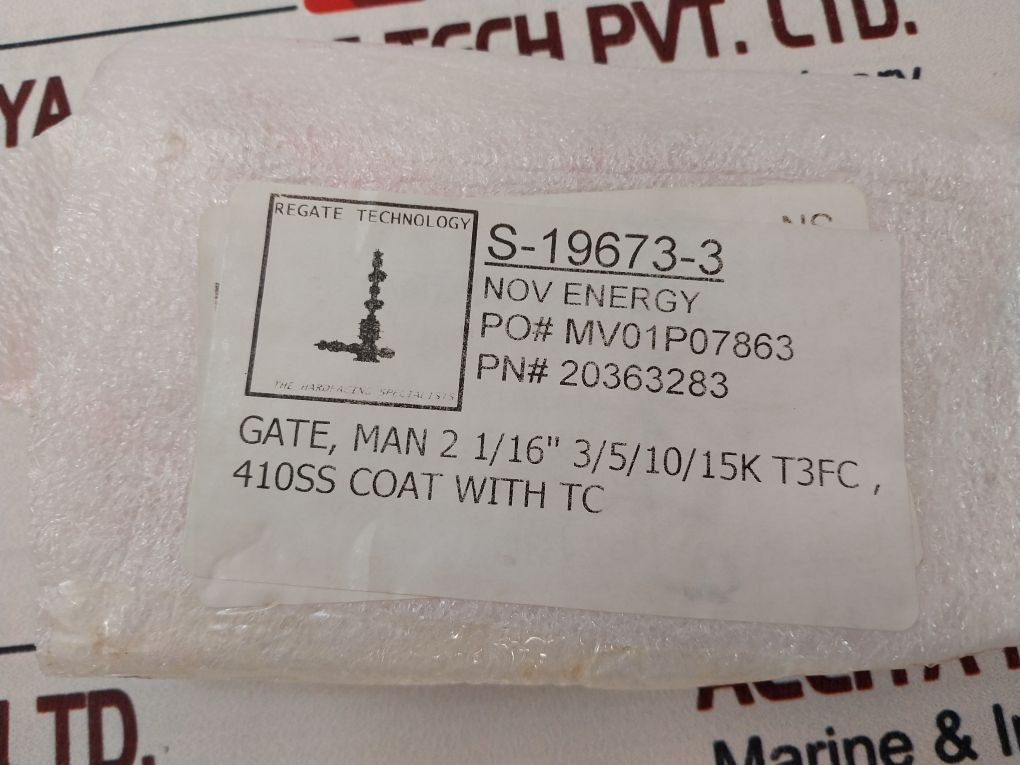 YA TECH PVT. LTD.
REGATE TECHNOLOGY
THE HARDFACING SPECIALISTS
S-19673-3
NOV ENERGY
PO# MV01P07863
PN# 20363283
GATE, MAN 2 1/16" 3/5/10/15K T3FC ,
410SS COAT WITH TC
LTD.
Marine &